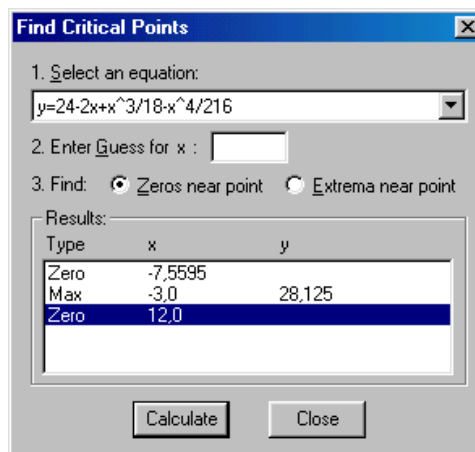 Find Critical Points
1. Select an equation:
y=24-2x+x^3/18-x^4/216
2. Enter Guess for x :
3. Find: Zeros near point Extrema near point
Results:
Type x y
Zero -7,5595
Max -3,0 28,125
Zero 12,0
Calculate Close